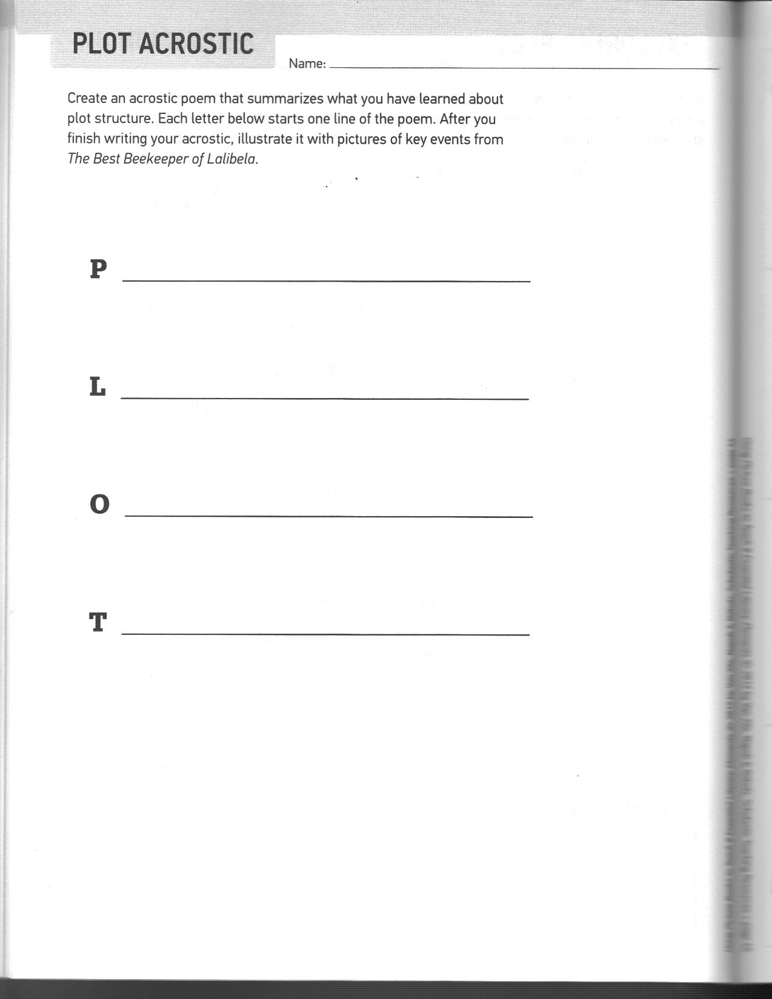 PLOT ACROSTIC
Name:
Create an acrostic poem that summarizes what you have learned about
plot structure. Each letter below starts one line of the poem. After you
finish writing your acrostic, illustrate it with pictures of key events from
The Best Beekeeper of Lalibela.
P
L
O
T